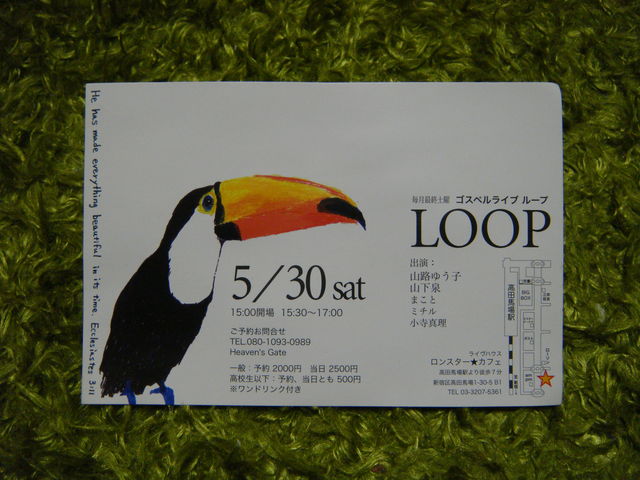 He has made everything beautiful in its time. Ecclesiastes 3:11
毎月最終土曜 ゴスペルライブ ループ
LOOP
5/30 sat
15:00開場 15:30〜17:00
ご予約お問合せ
TEL.080-1093-0989
Heaven's Gate
一般:予約 2000円 当日 2500円
高校生以下:予約、当日とも 500円
※ワンドリンク付き
出演:
山路ゆう子
山下泉
まこと
ミチル
小寺真理
高田馬場駅
BIG
BOX
ローソン
ライヴハウス
ロンスター★カフェ
高田馬場駅より徒歩7分
新宿区高田馬場1-30-5 B1
TEL 03-3207-5361